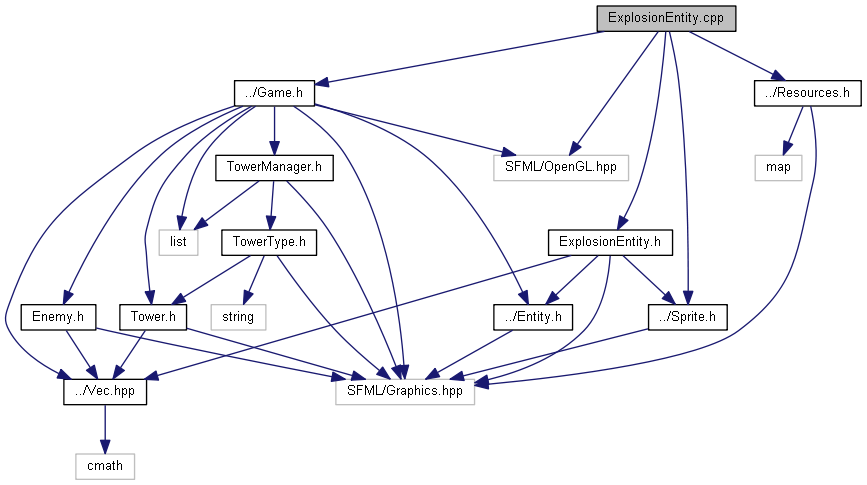 ExplosionEntity.cpp
../Game.h
../Resources.h
TowerManager.h
SFML/OpenGL.hpp
map
list
TowerType.h
ExplosionEntity.h
Enemy.h
Tower.h
string
../Entity.h
../Sprite.h
../Vec.hpp
SFML/Graphics.hpp
cmath